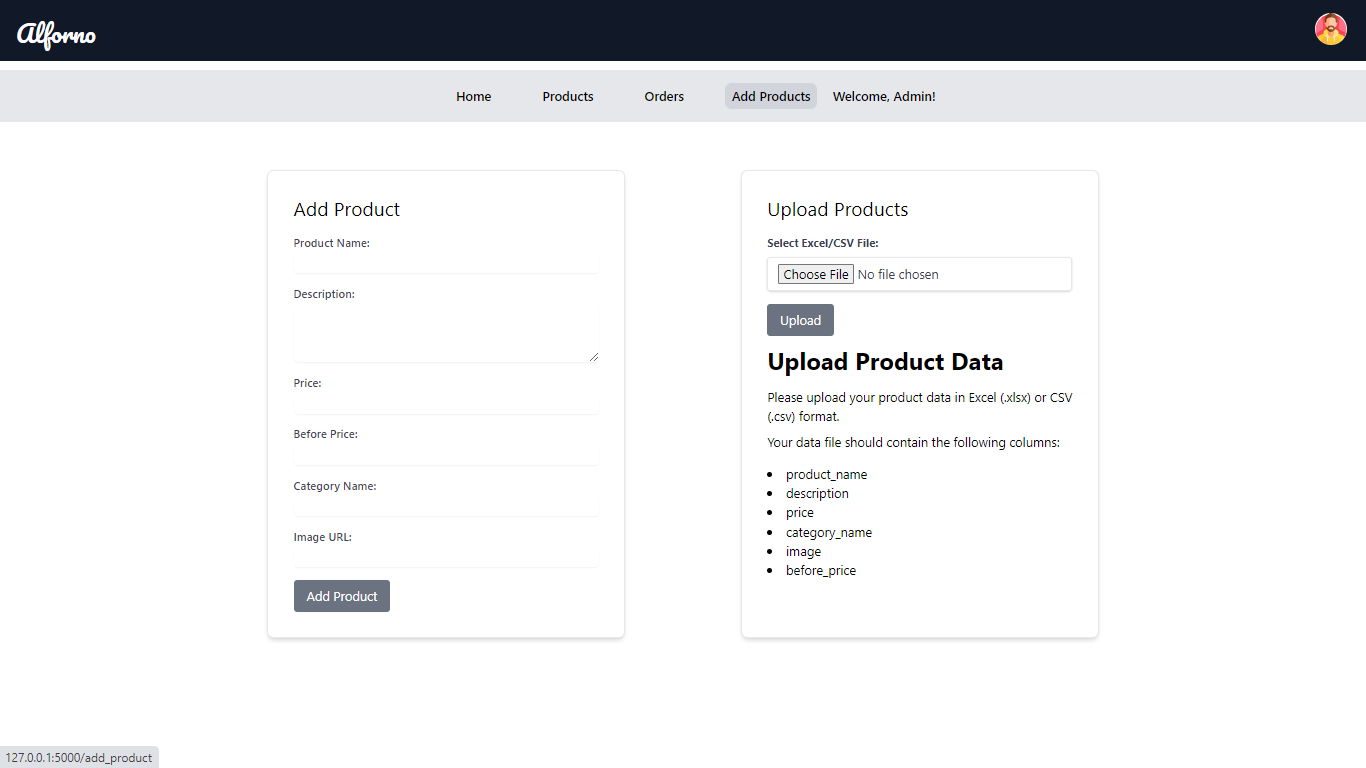 Alforno
Home Products Orders Add Products Welcome, Admin!
Add Product
Product Name:
Description:
Price:
Before Price:
Category Name:
Image URL:
Add Product
Upload Products
Select Excel/CSV File:
Choose File No file chosen
Upload
Upload Product Data
Please upload your product data in Excel (.xlsx) or CSV
(.csv) format.
Your data file should contain the following columns:
product_name
description
price
category_name
image
before_price
127.0.0.1:5000/add_product